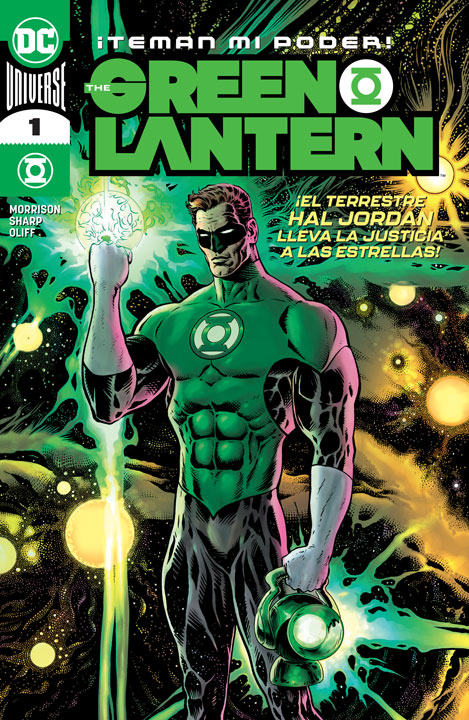 DC
UNIVERSE
1
MORRISON
SHARP
OLIFF
¡TEMAN MI PODER!
THE
GREEN
LANTERN
¡EL TERRESTRE
HAL JORDAN
LLEVA LA JUSTICIA
A LAS ESTRELLAS!